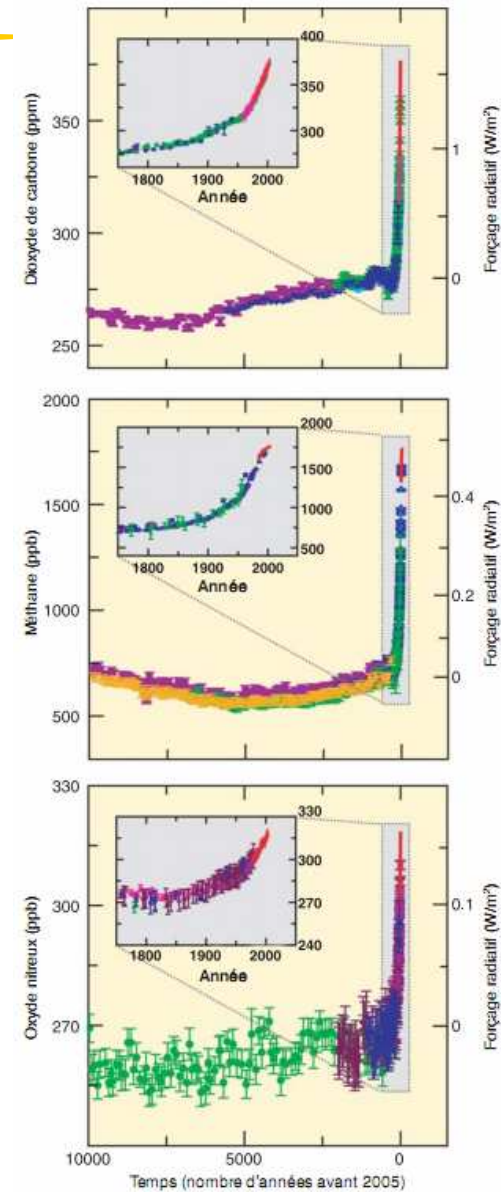 Dioxyde de carbone (ppm)
350
300
250
400
350
300
1800 1900 2000
Année
1
0
Forçage radiatif (W/m²)
Méthane (ppb)
2000
1500
1000
500
2000
1500
1000
500
1800 1900 2000
Année
0.4
0.2
0
Forçage radiatif (W/m²)
Oxyde nitreux (ppb)
330
300
270
330
300
270
240
1800 1900 2000
Année
0.1
0
Forçage radiatif (W/m²)
10000 5000 0
Temps (nombre d'années avant 2005)